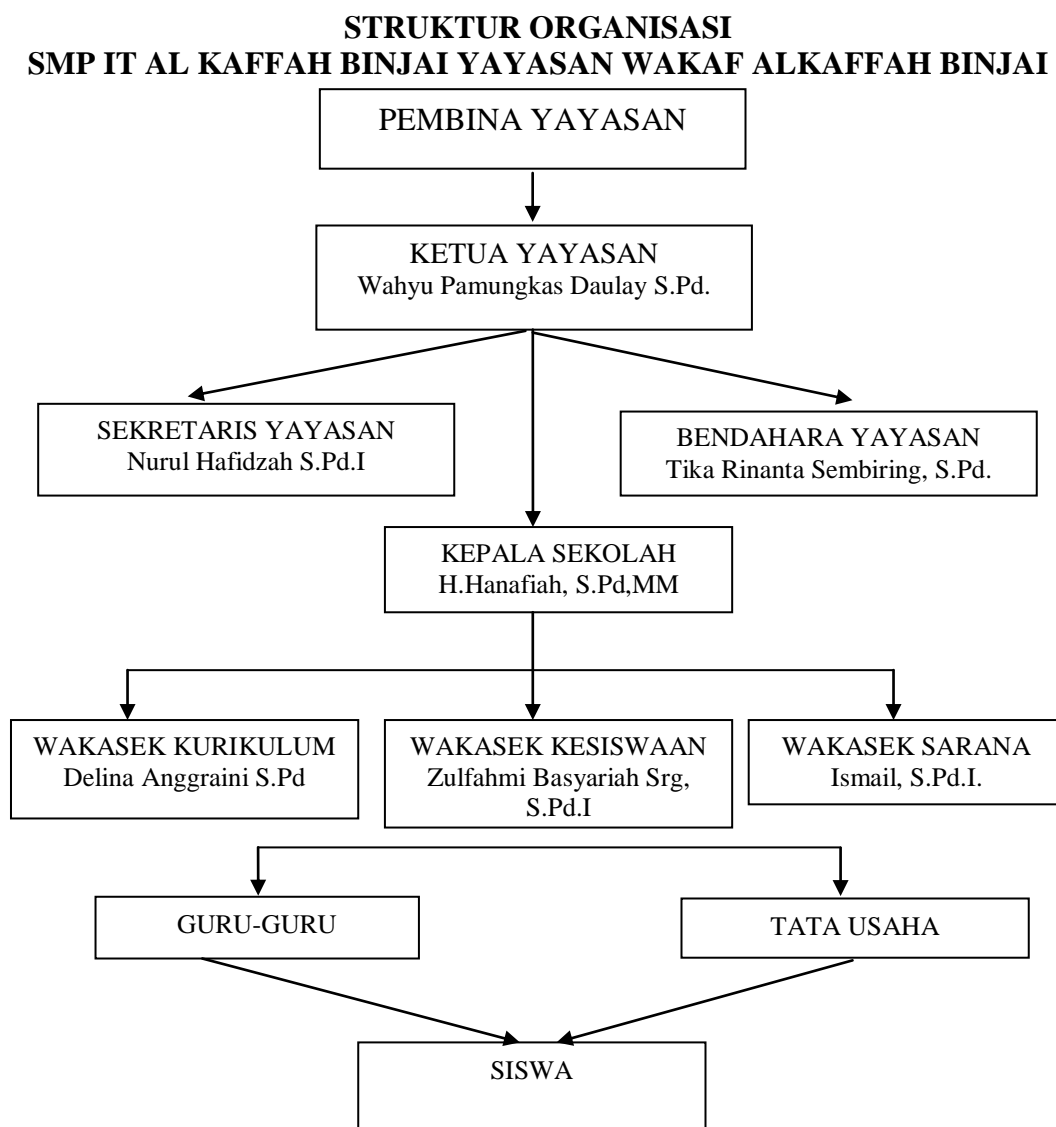 STRUKTUR ORGANISASI
SMP IT AL KAFFAH BINJAI YAYASAN WAKAF ALKAFFAH BINJAI
PEMBINA YAYASAN
KETUA YAYASAN
Wahyu Pamungkas Daulay S.Pd.
SEKRETARIS YAYASAN
Nurul Hafidzah S.Pd.I
BENDAHARA YAYASAN
Tika Rinanta Sembiring, S.Pd.
KEPALA SEKOLAH
H.Hanafiah, S.Pd,MM
WAKASEK KURIKULUM
Delina Anggraini S.Pd
WAKASEK KESISWAAN
Zulfahmi Basyariah Srg,
S.Pd.I
WAKASEK SARANA
Ismail, S.Pd.I.
GURU-GURU
TATA USAHA
SISWA